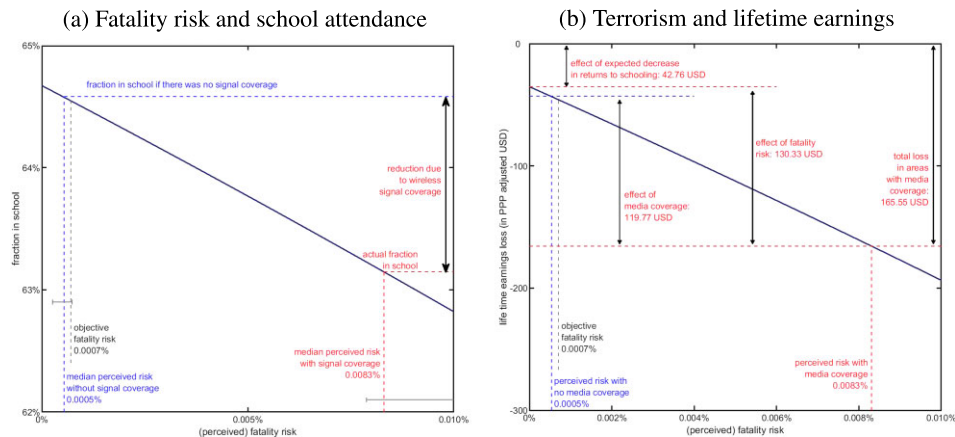 (a) Fatality risk and school attendance
65%
64%
63%
62%
fraction in school
fraction in school if there was no signal coverage
reduction due
to wireless
signal coverage
actual fraction
in school
objective
fatality risk
0.0007%
median perceived risk
with signal coverage
0.0083%
median perceived risk
without signal coverage
0.0005%
0%
0.005%
0.010%
(perceived) fatality risk
(b) Terrorism and lifetime earnings
0
-100
-200
-300
life time earnings loss (in PPP adjusted USD)
effect of expected decrease
in returns to schooling: 42.76 USD
effect of fatality
risk: 130.33 USD
total loss
in areas
with media
coverage:
165.55 USD
effect of
media coverage:
119.77 USD
objective
fatality risk
0.0007%
perceived risk with
media coverage
0.0083%
perceived risk with
no media coverage
0.0005%
0%
0.002%
0.004%
0.006%
0.008%
0.010%
(perceived) fatality risk